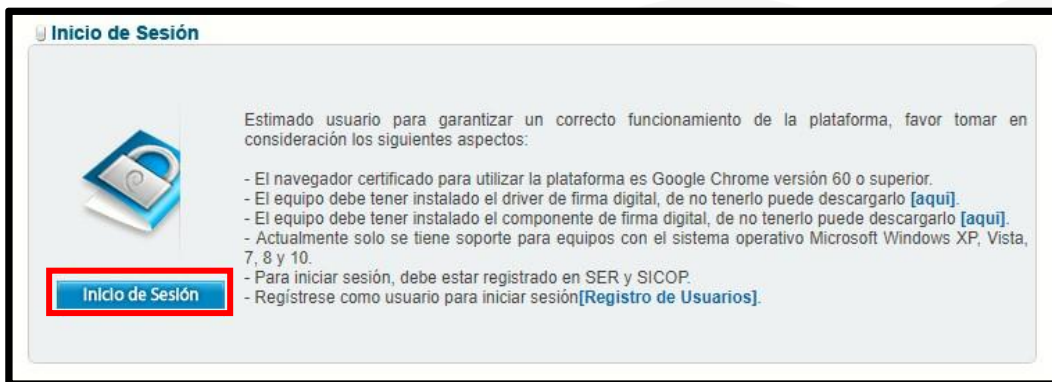 Inicio de Sesión
Estimado usuario para garantizar un correcto funcionamiento de la plataforma, favor tomar en
consideración los siguientes aspectos:
- El navegador certificado para utilizar la plataforma es Google Chrome versión 60 o superior.
- El equipo debe tener instalado el driver de firma digital, de no tenerlo puede descargarlo [aquí].
- El equipo debe tener instalado el componente de firma digital, de no tenerlo puede descargarlo [aquí].
- Actualmente solo se tiene soporte para equipos con el sistema operativo Microsoft Windows XP, Vista,
7, 8 y 10.
- Para iniciar sesión, debe estar registrado en SER y SICOP.
- Regístrese como usuario para iniciar sesión[Registro de Usuarios].
Inicio de Sesión